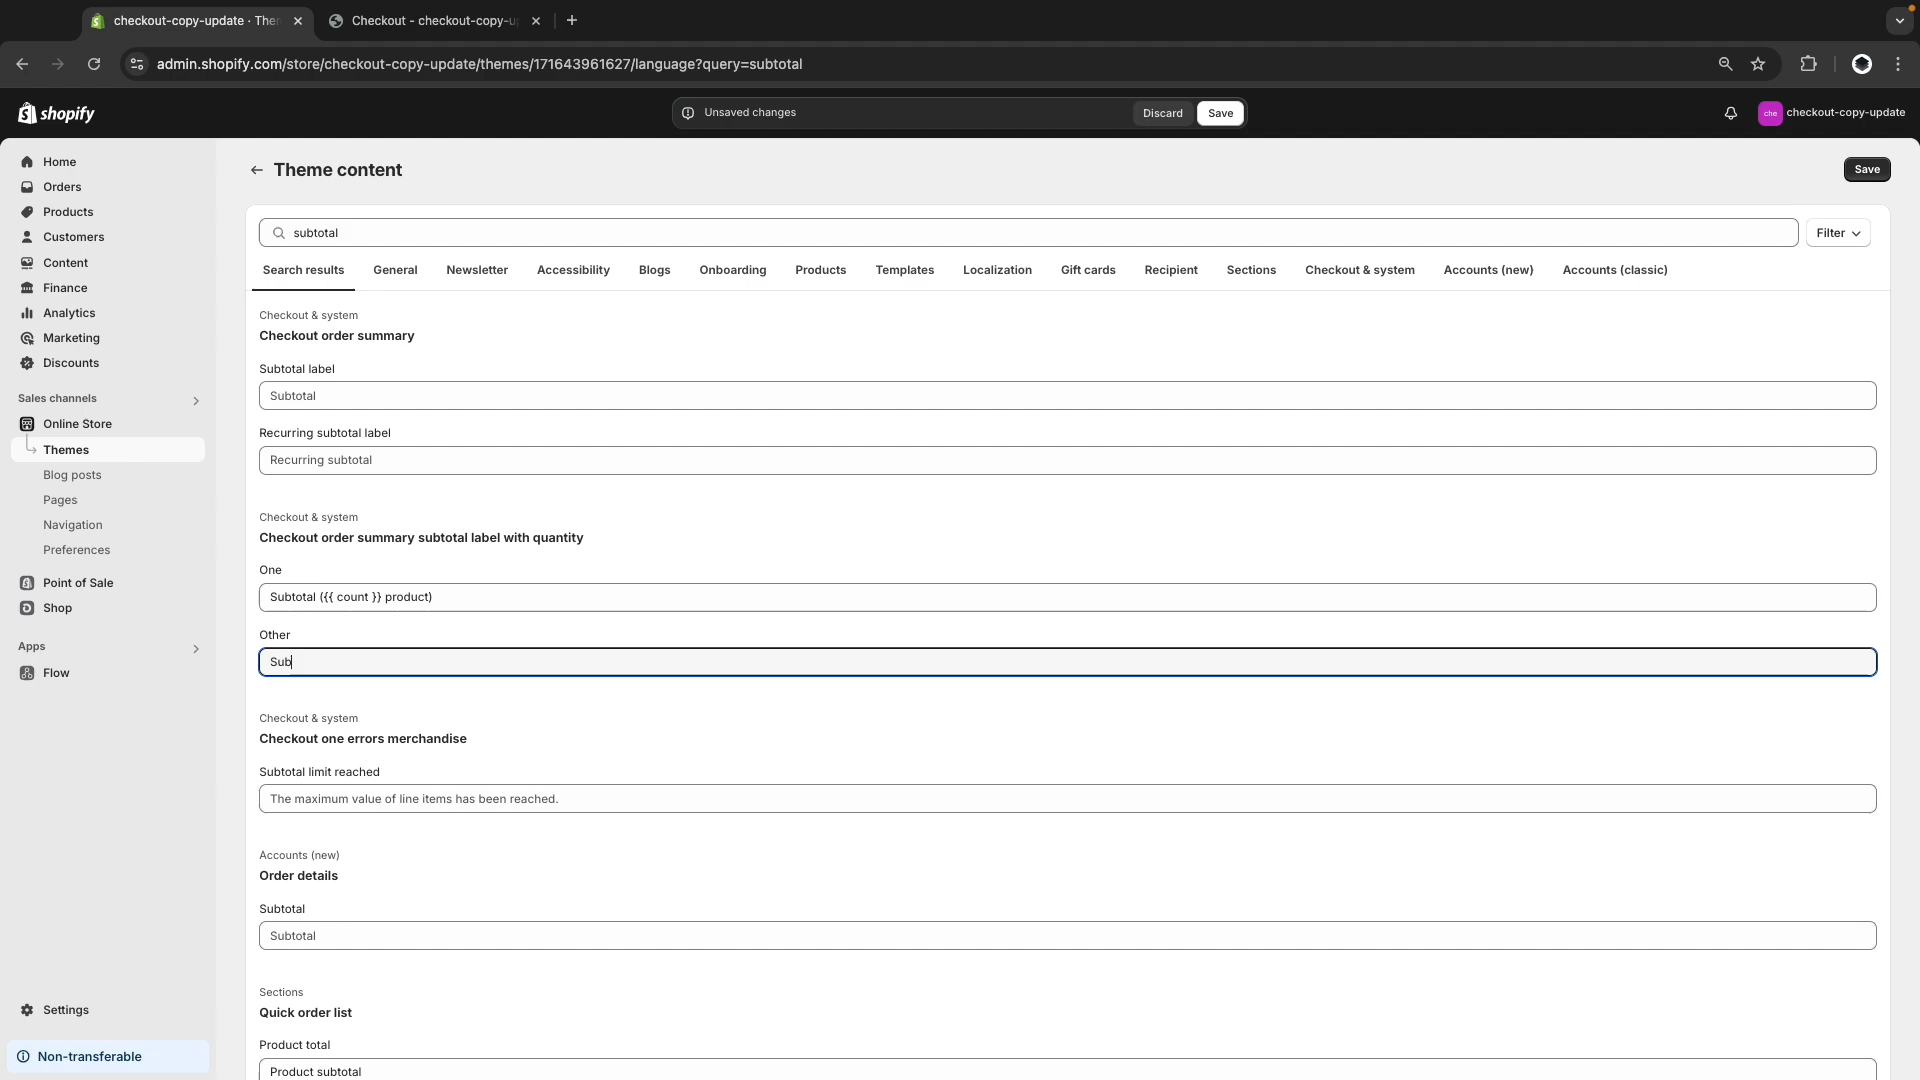 checkout-copy-update · Ther
Checkout - checkout-copy-u
admin.shopify.com/store/checkout-copy-update/themes/171643961627/language?query=subtotal
shopify
Unsaved changes
Discard
Save
che
checkout-copy-update
Home
Orders
Products
Customers
Content
Finance
Analytics
Marketing
Discounts
Sales channels
Online Store
Themes
Blog posts
Pages
Navigation
Preferences
Point of Sale
Shop
Apps
Flow
Settings
Non-transferable
Theme content
Save
subtotal
Filter
Search results
General
Newsletter
Accessibility
Blogs
Onboarding
Products
Templates
Localization
Gift cards
Recipient
Sections
Checkout & system
Accounts (new)
Accounts (classic)
Checkout & system
Checkout order summary
Subtotal label
Subtotal
Recurring subtotal label
Recurring subtotal
Checkout & system
Checkout order summary subtotal label with quantity
One
Subtotal ({{ count }} product)
Other
Sub
Checkout & system
Checkout one errors merchandise
Subtotal limit reached
The maximum value of line items has been reached.
Accounts (new)
Order details
Subtotal
Subtotal
Sections
Quick order list
Product total
Product subtotal